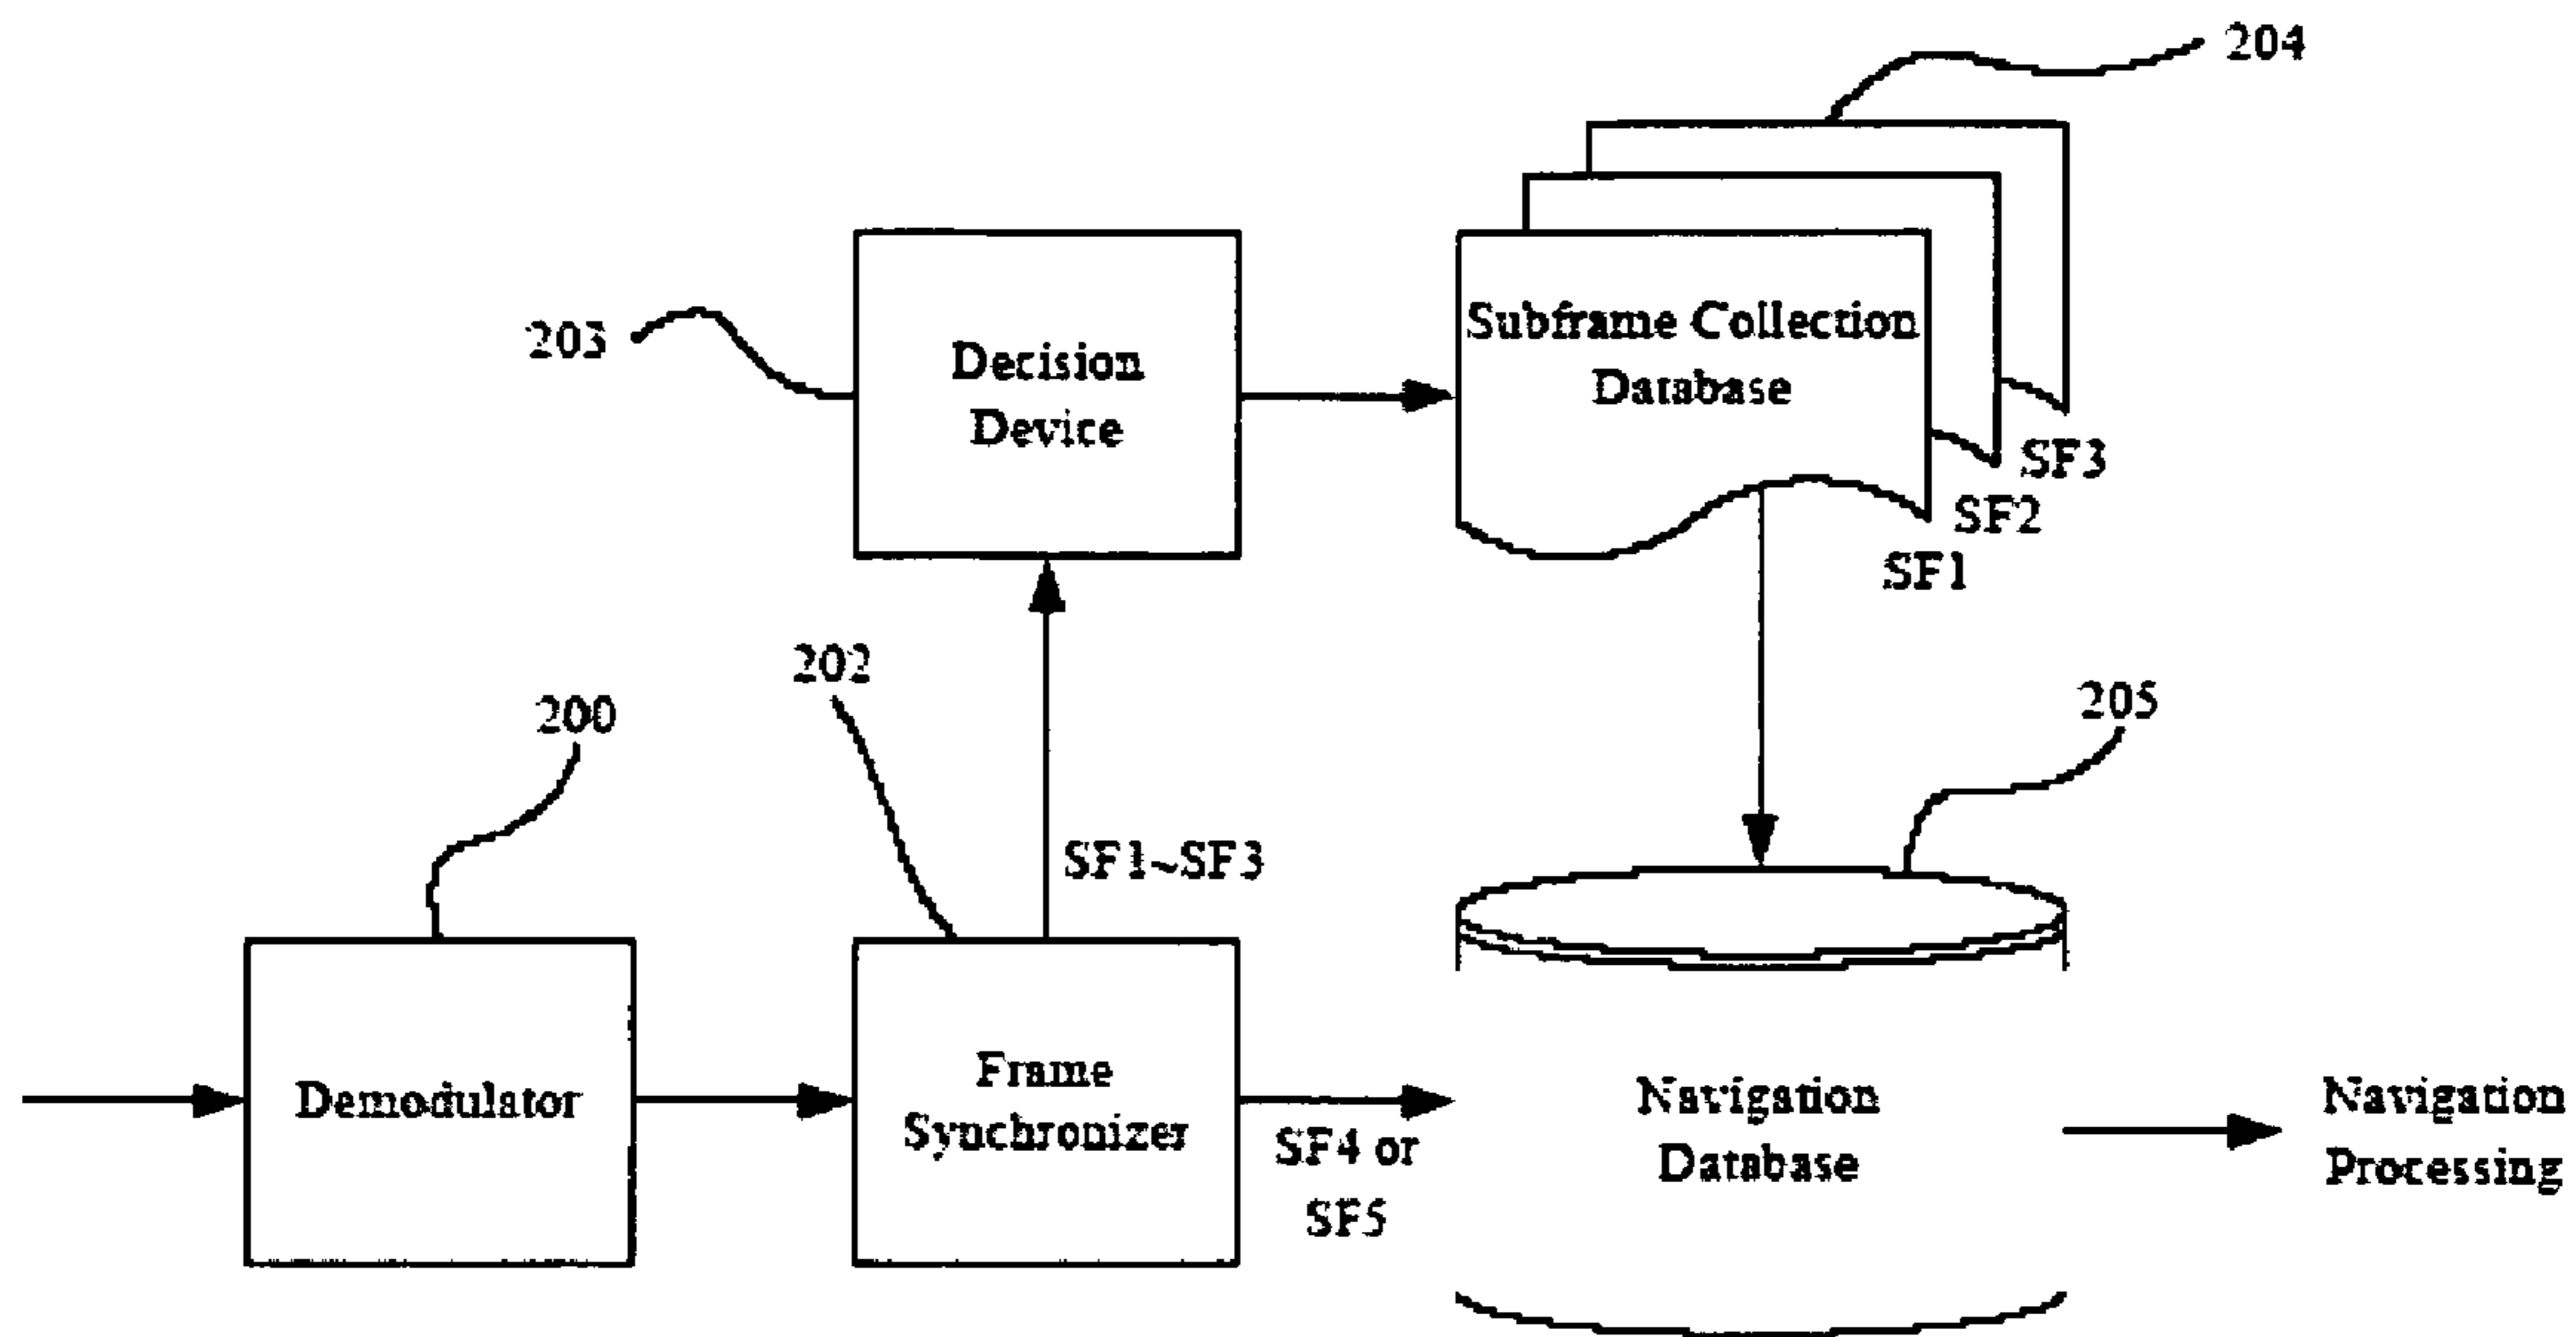 204
203
Decision
Device
Subframe Collection
Database
SF3
SF2
SF1
202
200
205
SF1~SF3
Demodulator
Frame
Synchronizer
SF4 or
SF5
Navigation
Database
Navigation
Processing